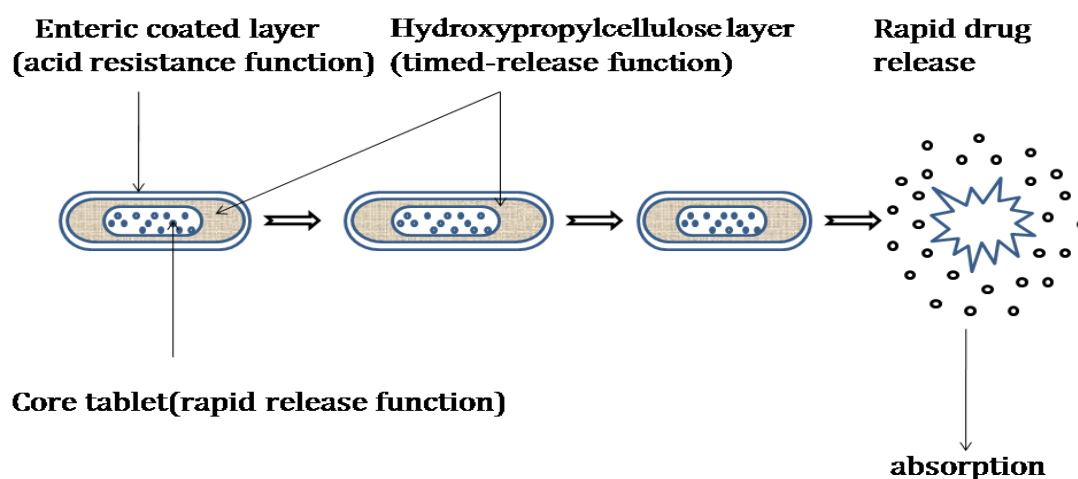 Enteric coated layer
(acid resistance function)
Hydroxypropylcellulose layer
(timed-release function)
Rapid drug
release
Core tablet(rapid release function)
absorption